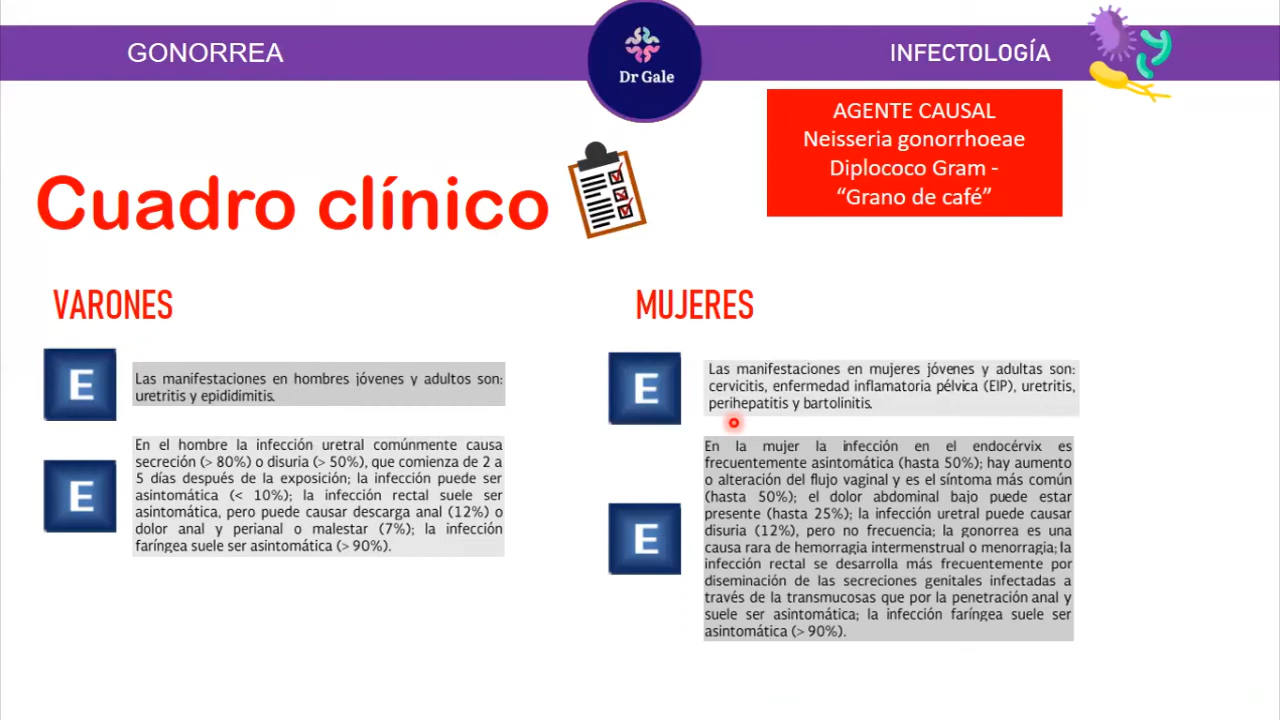 GONORREA
Dr Gale
INFECTOLOGÍA
AGENTE CAUSAL
Neisseria gonorrhoeae
Diplococo Gram -
“Grano de café”
Cuadro clínico
VARONES
E
Las manifestaciones en hombres jóvenes y adultos son:
uretritis y epididimitis.
E
En el hombre la infección uretral comúnmente causa
secreción (> 80%) o disuria (> 50%), que comienza de 2 a
5 días después de la exposición; la infección puede ser
asintomática (< 10%); la infección rectal suele ser
asintomática, pero puede causar descarga anal (12%) o
dolor anal y perianal o malestar (7%); la infección
faríngea suele ser asintomática (> 90%).
MUJERES
E
Las manifestaciones en mujeres jóvenes y adultas son:
cervicitis, enfermedad inflamatoria pélvica (EIP), uretritis,
perihepatitis y bartolinitis.
E
En la mujer la infección en el endocérvix es
frecuentemente asintomática (hasta 50%); hay aumento
o alteración del flujo vaginal y es el síntoma más común
(hasta 50%); el dolor abdominal bajo puede estar
presente (hasta 25%); la infección uretral puede causar
disuria (12%), pero no frecuencia; la gonorrea es una
causa rara de hemorragia intermenstrual o menorragia; la
infección rectal se desarrolla más frecuentemente por
diseminación de las secreciones genitales infectadas a
través de la transmucosas que por la penetración anal y
suele ser asintomática; la infección faríngea suele ser
asintomática (> 90%).